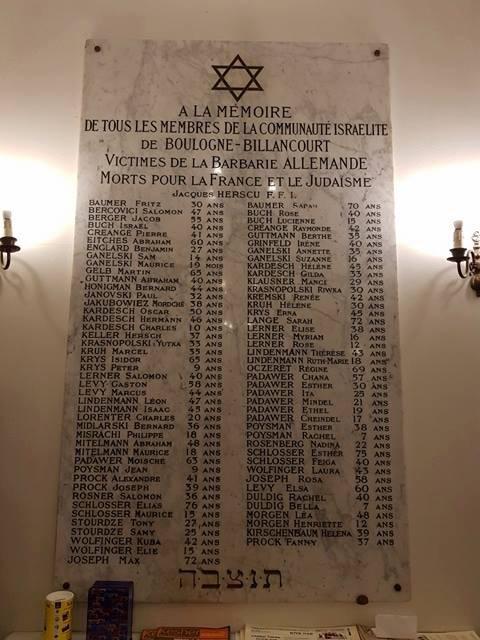 A LA MÉMOIRE
DE TOUS LES MEMBRES DE LA COMMUNAUTÉ ISRAELITE
DE BOULOGNE-BILLANCOURT
VICTIMES DE LA BARBARIE ALLEMANDE
MORTS POUR LA FRANCE ET LE JUDAÏSME
JACQUES HERSCU F.F.I.
BAUMER FRITZ 30 ANS
BERCOVICI SALOMON 47 ANS
BERGER JACOB 55 ANS
BUCH ISRAËL 40 ANS
CREANGE PIERRE 41 ANS
EITCHES ABRAHAM 60 ANS
ENGLARD BENJAMIN 27 ANS
GANELSKI SAM 14 ANS
GANELSKI MAURICE MOIS
GELB MARTIN 65 ANS
GUTTMANN ABRAHAM 40 ANS
HONIGMAN BERNARD 44 ANS
JANOVSKI PAUL 32 ANS
JAKUBOWIEZ MORDCHE 38 ANS
KARDESCH OSCAR 50 ANS
KARDESCH HERMANN 46 ANS
KARDESCH CHARLES 10 ANS
KELLER HERSCH 37 ANS
KRASNOPOLSKI YUTKA 33 ANS
KRUH MARCEL 33 ANS
KRYS ISIDOR 65 ANS
KRYS PETER 9 ANS
LERNER SALOMON 40 ANS
LEVY GASTON 58 ANS
LEVY MARCUS 44 ANS
LINDENMANN LÉON 47 ANS
LINDENMANN ISAAC 45 ANS
LORENTER CHARLES 20 ANS
MIDLARSKI BERNARD 36 ANS
MISRACHI PHILIPPE 18 ANS
MITELMANN ABRAHAM 48 ANS
MITELMANN MAURICE 18 ANS
PADAWER MOISCHE 63 ANS
POYSMAN JEAN 9 ANS
PROCK ALEXANDRE 41 ANS
PROCK JOSEPH 39 ANS
ROSNER SALOMON 36 ANS
SCHLOSSER ELIAS 76 ANS
SCHLOSSER MAURICE 15 ANS
STOURDZE TONY 27 ANS
STOURDZE SAMY 25 ANS
WOLFINGER KUBA 42 ANS
WOLFINGER ELIE 15 ANS
JOSEPH MAX 72 ANS
BAUMER SARAH 70 ANS
BUCH ROSE 40 ANS
BUCH LUCIENNE 15 ANS
CREANGE RAYMONDE 42 ANS
GUTTMANN BERTHE 35 ANS
GRINFELD IRÈNE 40 ANS
GANELSKI ANNETTE 35 ANS
GANELSKI SUZANNE 16 ANS
KARDESCH HÉLÈNE 45 ANS
KARDESCH GILDA 33 ANS
KLAUSNER MANCI 29 ANS
KRASNOPOLSKI RIWKA 30 ANS
KREMSKI RENÉE 42 ANS
KRUH HÉLÈNE 30 ANS
KRYS ERNA 45 ANS
LANGE SARAH 72 ANS
LERNER ELISE 38 ANS
LERNER MYRIAM 16 ANS
LERNER ROSE 12 ANS
LINDENMANN THÉRÈSE 43 ANS
LINDENMANN RUTH-MARIE 18 ANS
OCZERET RÉGINE 69 ANS
PADAWER CHANA 57 ANS
PADAWER ESTHER 30 ANS
PADAWER ITA 25 ANS
PADAWER MINDEL 21 ANS
PADAWER ETHEL 19 ANS
PADAWER CHEINDEL 17 ANS
POYSMAN ESTHER 38 ANS
POYSMAN RACHEL 7 ANS
ROSENBERG NADINA 22 ANS
SCHLOSSER ESTHER 75 ANS
SCHLOSSER FEIGA 40 ANS
WOLFINGER LAURA 43 ANS
JOSEPH ROSA 58 ANS
LEVY ELSA 60 ANS
DULDIG RACHEL 40 ANS
DULDIG BELLA 7 ANS
MORGEN LÉA 48 ANS
MORGEN HENRIETTE 12 ANS
KIRSCHENBAUM HELENA 39 ANS
PROCK FANNY 37 ANS
תנצבה